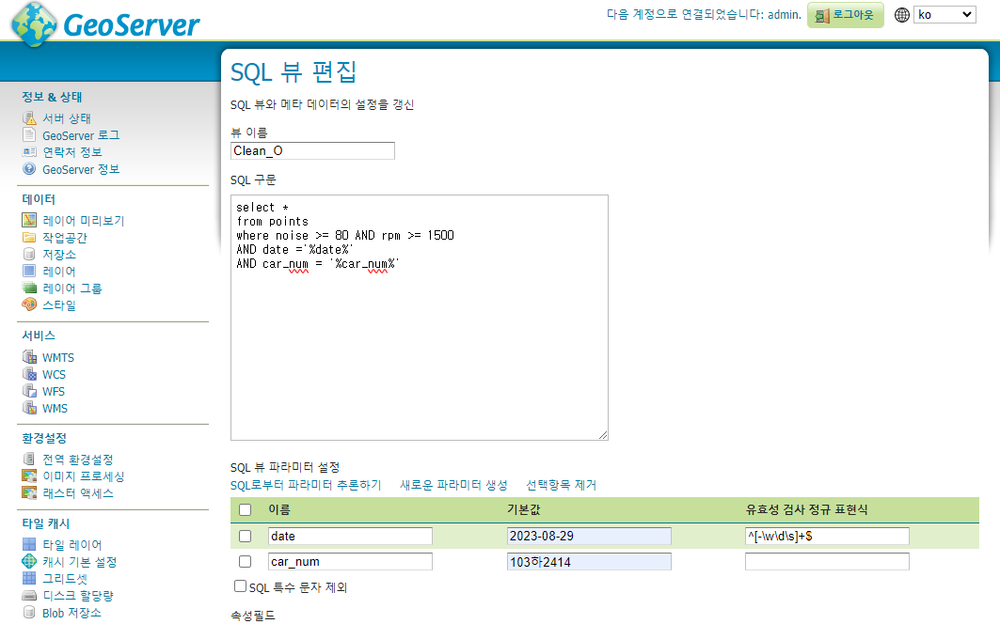 GeoServer
다음 계정으로 연결되었습니다: admin.
로그아웃
ko
정보 & 상태
서버 상태
GeoServer 로그
연락처 정보
GeoServer 정보
데이터
레이어 미리보기
작업공간
저장소
레이어
레이어 그룹
스타일
서비스
WMTS
WCS
WFS
WMS
환경설정
전역 환경설정
이미지 프로세싱
래스터 액세스
타일 캐시
타일 레이어
캐시 기본 설정
그리드셋
디스크 할당량
Blob 저장소
SQL 뷰 편집
SQL 뷰와 메타 데이터의 설정을 갱신
뷰 이름
Clean_O
SQL 구문
select *
from points
where noise >= 80 AND rpm >= 1500
AND date ='%date%'
AND car_num = '%car_num%'
SQL 뷰 파라미터 설정
SQL로부터 파라미터 추론하기 새로운 파라미터 생성 선택항목 제거
이름 기본값 유효성 검사 정규 표현식
date 2023-08-29 ^[-\w\d\s]+$
car_num 103하2414
SQL 특수 문자 제외
속성필드